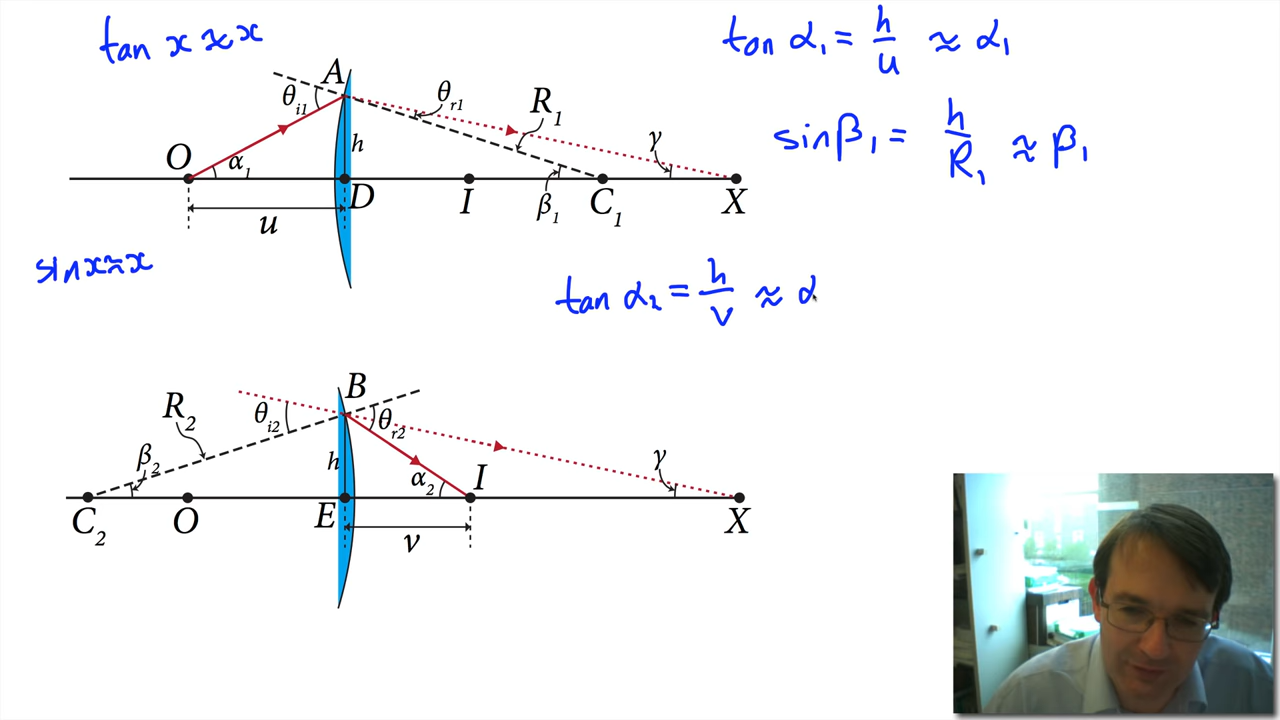 tan x ≈ x
tan α₁ = h/u ≈ α₁
sin β₁ = h/R₁ ≈ β₁
A
θᵢ₁
θᵣ₁
R₁
h
γ
O
α₁
D
I
β₁
C₁
X
u
sin x ≈ x
tan α₂ = h/v ≈ α
B
R₂
θᵢ₂
θᵣ₂
β₂
h
α₂
I
γ
C₂
O
E
X
v